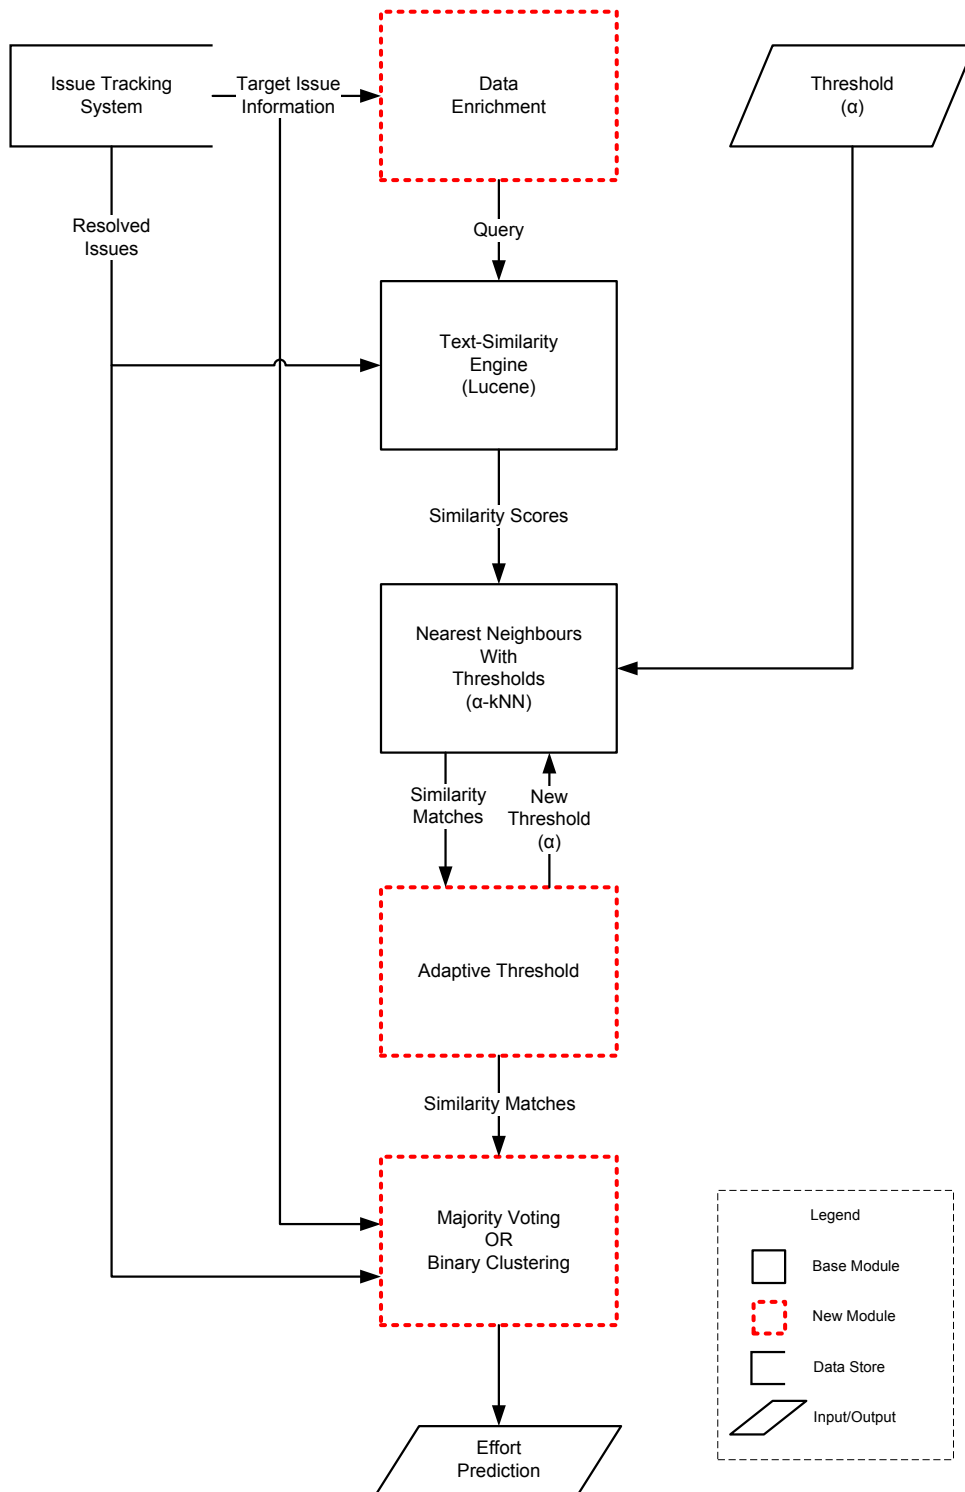 Issue Tracking
System
Target Issue
Information
Data
Enrichment
Threshold
(α)
Resolved
Issues
Query
Text-Similarity
Engine
(Lucene)
Similarity Scores
Nearest Neighbours
With
Thresholds
(α-kNN)
Similarity
Matches
New
Threshold
(α)
Adaptive Threshold
Similarity Matches
Majority Voting
OR
Binary Clustering
Effort
Prediction
Legend
Base Module
New Module
Data Store
Input/Output